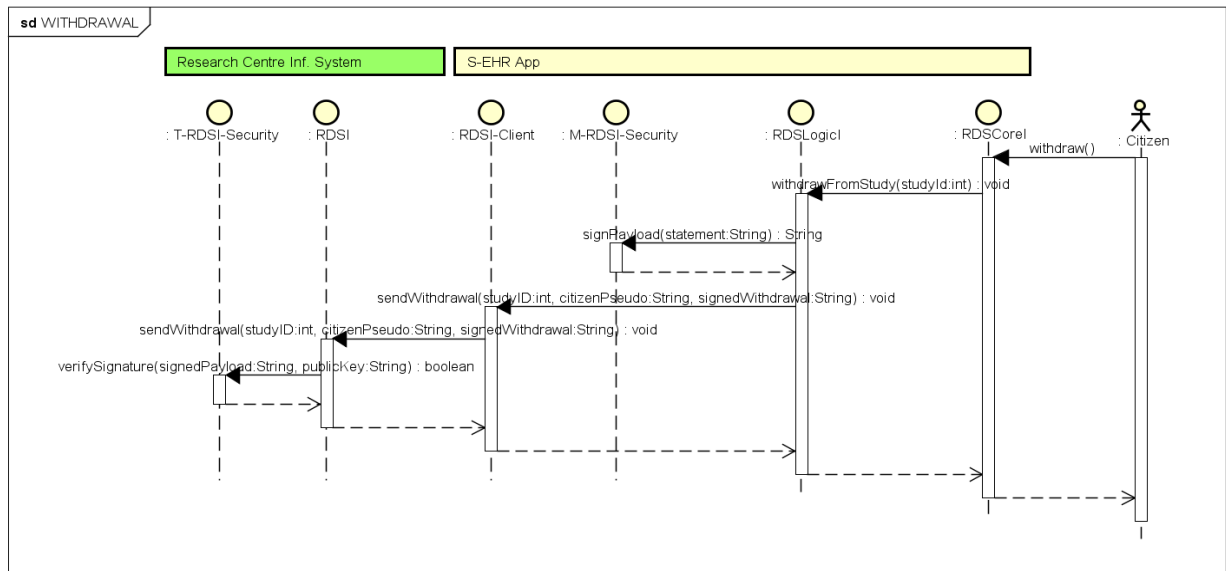 sd WITHDRAWAL
Research Centre Inf. System
S-EHR App
: T-RDSI-Security
: RDSI
: RDSI-Client
: M-RDSI-Security
: RDSLogicI
: RDSCoreI
: Citizen
withdraw()
withdrawFromStudy(studyId:int) : void
signPayload(statement:String) : String
sendWithdrawal(studyID:int, citizenPseudo:String, signedWithdrawal:String) : void
sendWithdrawal(studyID:int, citizenPseudo:String, signedWithdrawal:String) : void
verifySignature(signedPayload:String, publicKey:String) : boolean